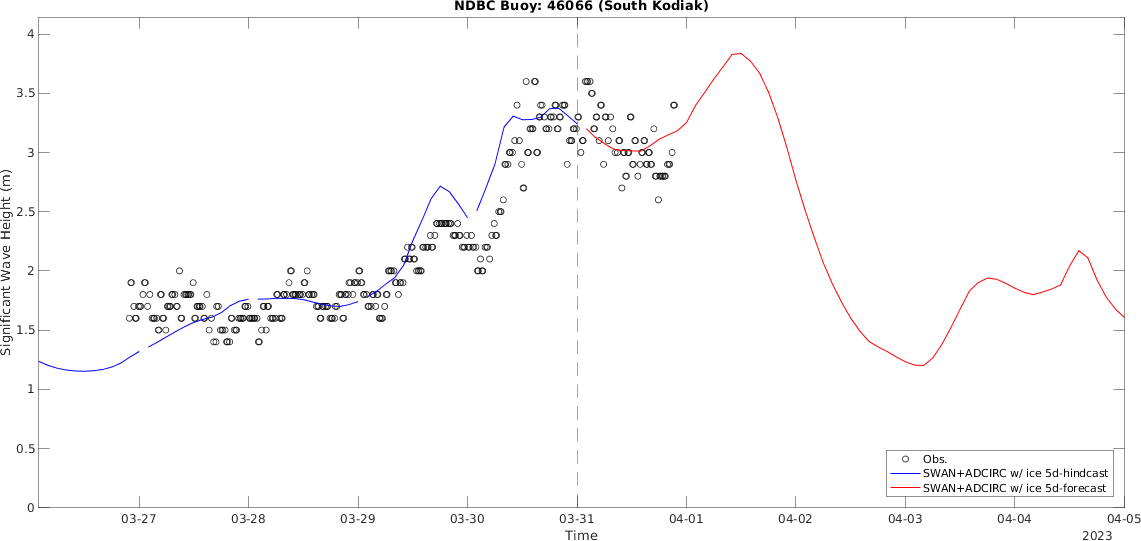 NDBC Buoy: 46066 (South Kodiak)
4
3.5
3
2.5
2
1.5
1
0.5
0
Significant Wave Height (m)
Obs.
SWAN+ADCIRC w/ ice 5d-hindcast
SWAN+ADCIRC w/ ice 5d-forecast
03-27 03-28 03-29 03-30 03-31 04-01 04-02 04-03 04-04 04-05
Time
2023